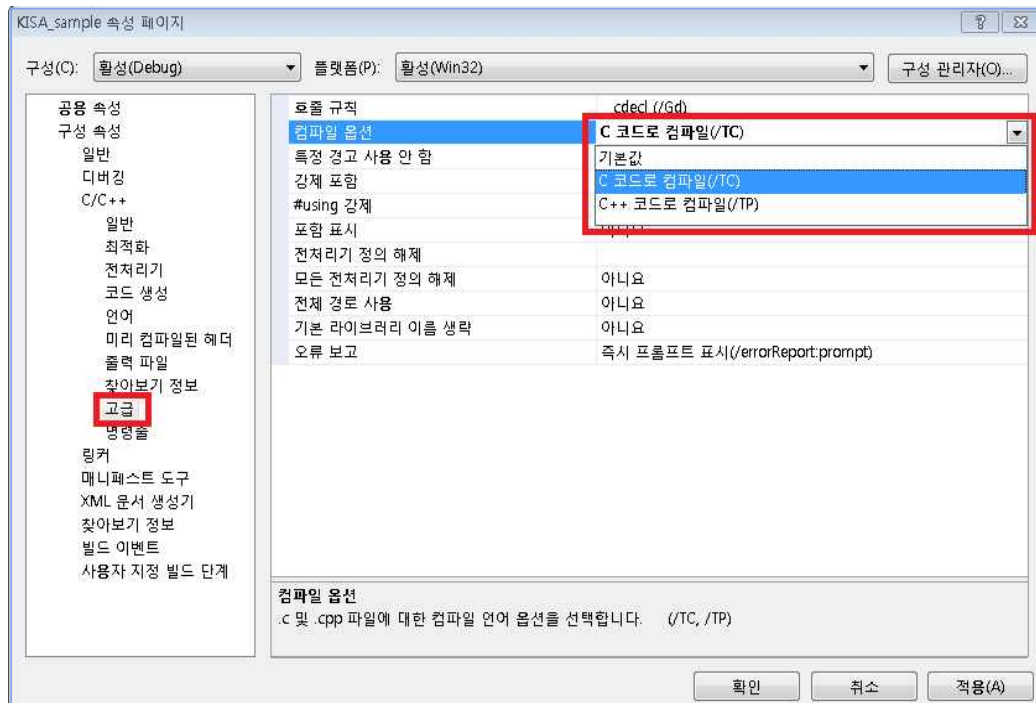 KISA_sample 속성 페이지
구성(C): 활성(Debug) 플랫폼(P): 활성(Win32) 구성 관리자(O)...
공용 속성
구성 속성
일반
디버깅
C/C++
일반
최적화
전처리기
코드 생성
언어
미리 컴파일된 헤더
출력 파일
찾아보기 정보
고급
명령줄
링커
매니페스트 도구
XML 문서 생성기
찾아보기 정보
빌드 이벤트
사용자 지정 빌드 단계
호출 규칙 __cdecl (/Gd)
컴파일 옵션 C 코드로 컴파일(/TC)
기본값
C 코드로 컴파일(/TC)
C++ 코드로 컴파일(/TP)
특정 경고 사용 안 함
강제 포함
#using 강제
포함 표시
전처리기 정의 해제
모든 전처리기 정의 해제 아니요
전체 경로 사용 아니요
기본 라이브러리 이름 생략 아니요
오류 보고 즉시 프롬프트 표시(/errorReport:prompt)
컴파일 옵션
.c 및 .cpp 파일에 대한 컴파일 언어 옵션을 선택합니다. (/TC, /TP)
확인 취소 적용(A)